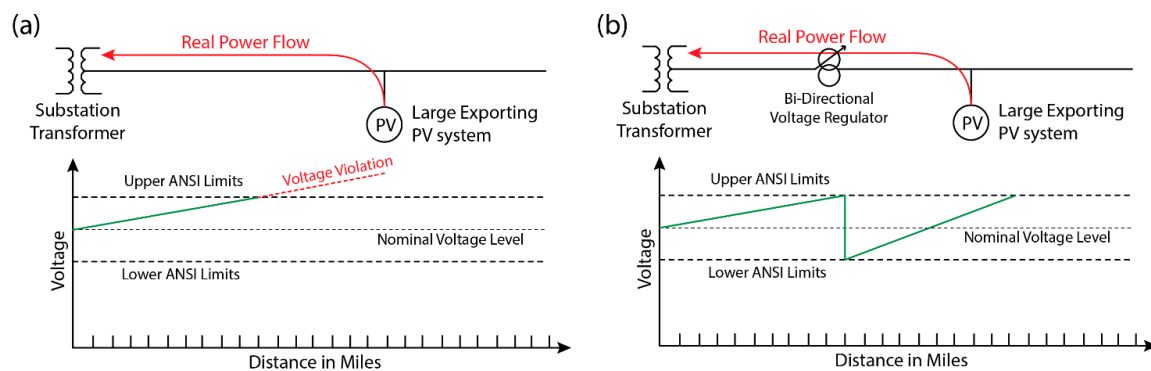 (a)
Real Power Flow
Substation
Transformer
PV
Large Exporting
PV system
Upper ANSI Limits
Voltage Violation
Nominal Voltage Level
Lower ANSI Limits
Voltage
Distance in Miles
(b)
Real Power Flow
Substation
Transformer
Bi-Directional
Voltage Regulator
PV
Large Exporting
PV system
Upper ANSI Limits
Nominal Voltage Level
Lower ANSI Limits
Voltage
Distance in Miles